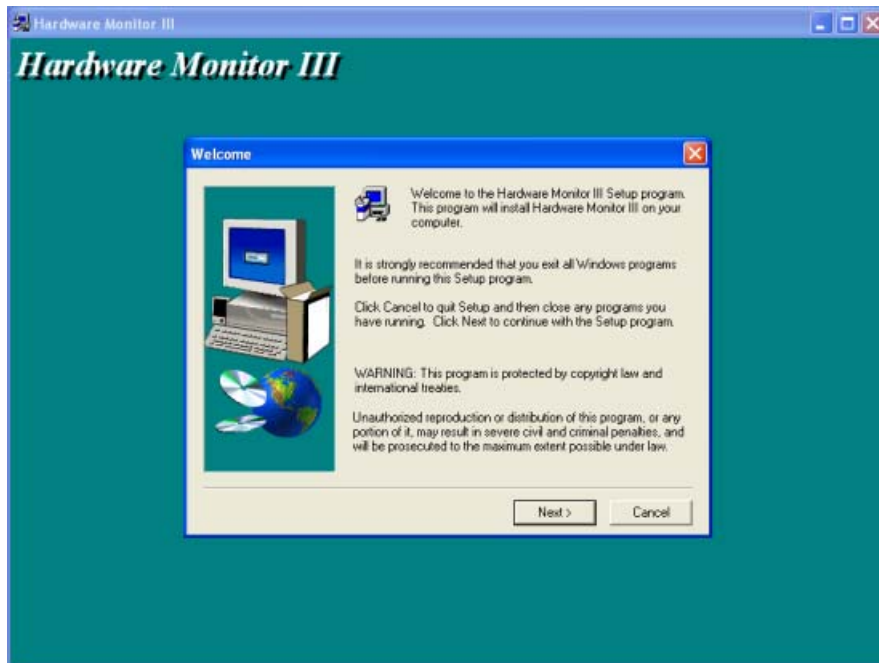 Hardware Monitor III
Hardware Monitor III
Welcome
Welcome to the Hardware Monitor III Setup program.
This program will install Hardware Monitor III on your
computer.
It is strongly recommended that you exit all Windows programs
before running this Setup program.
Click Cancel to quit Setup and then close any programs you
have running. Click Next to continue with the Setup program.
WARNING: This program is protected by copyright law and
international treaties.
Unauthorized reproduction or distribution of this program, or any
portion of it, may result in severe civil and criminal penalties, and
will be prosecuted to the maximum extent possible under law.
Next >
Cancel